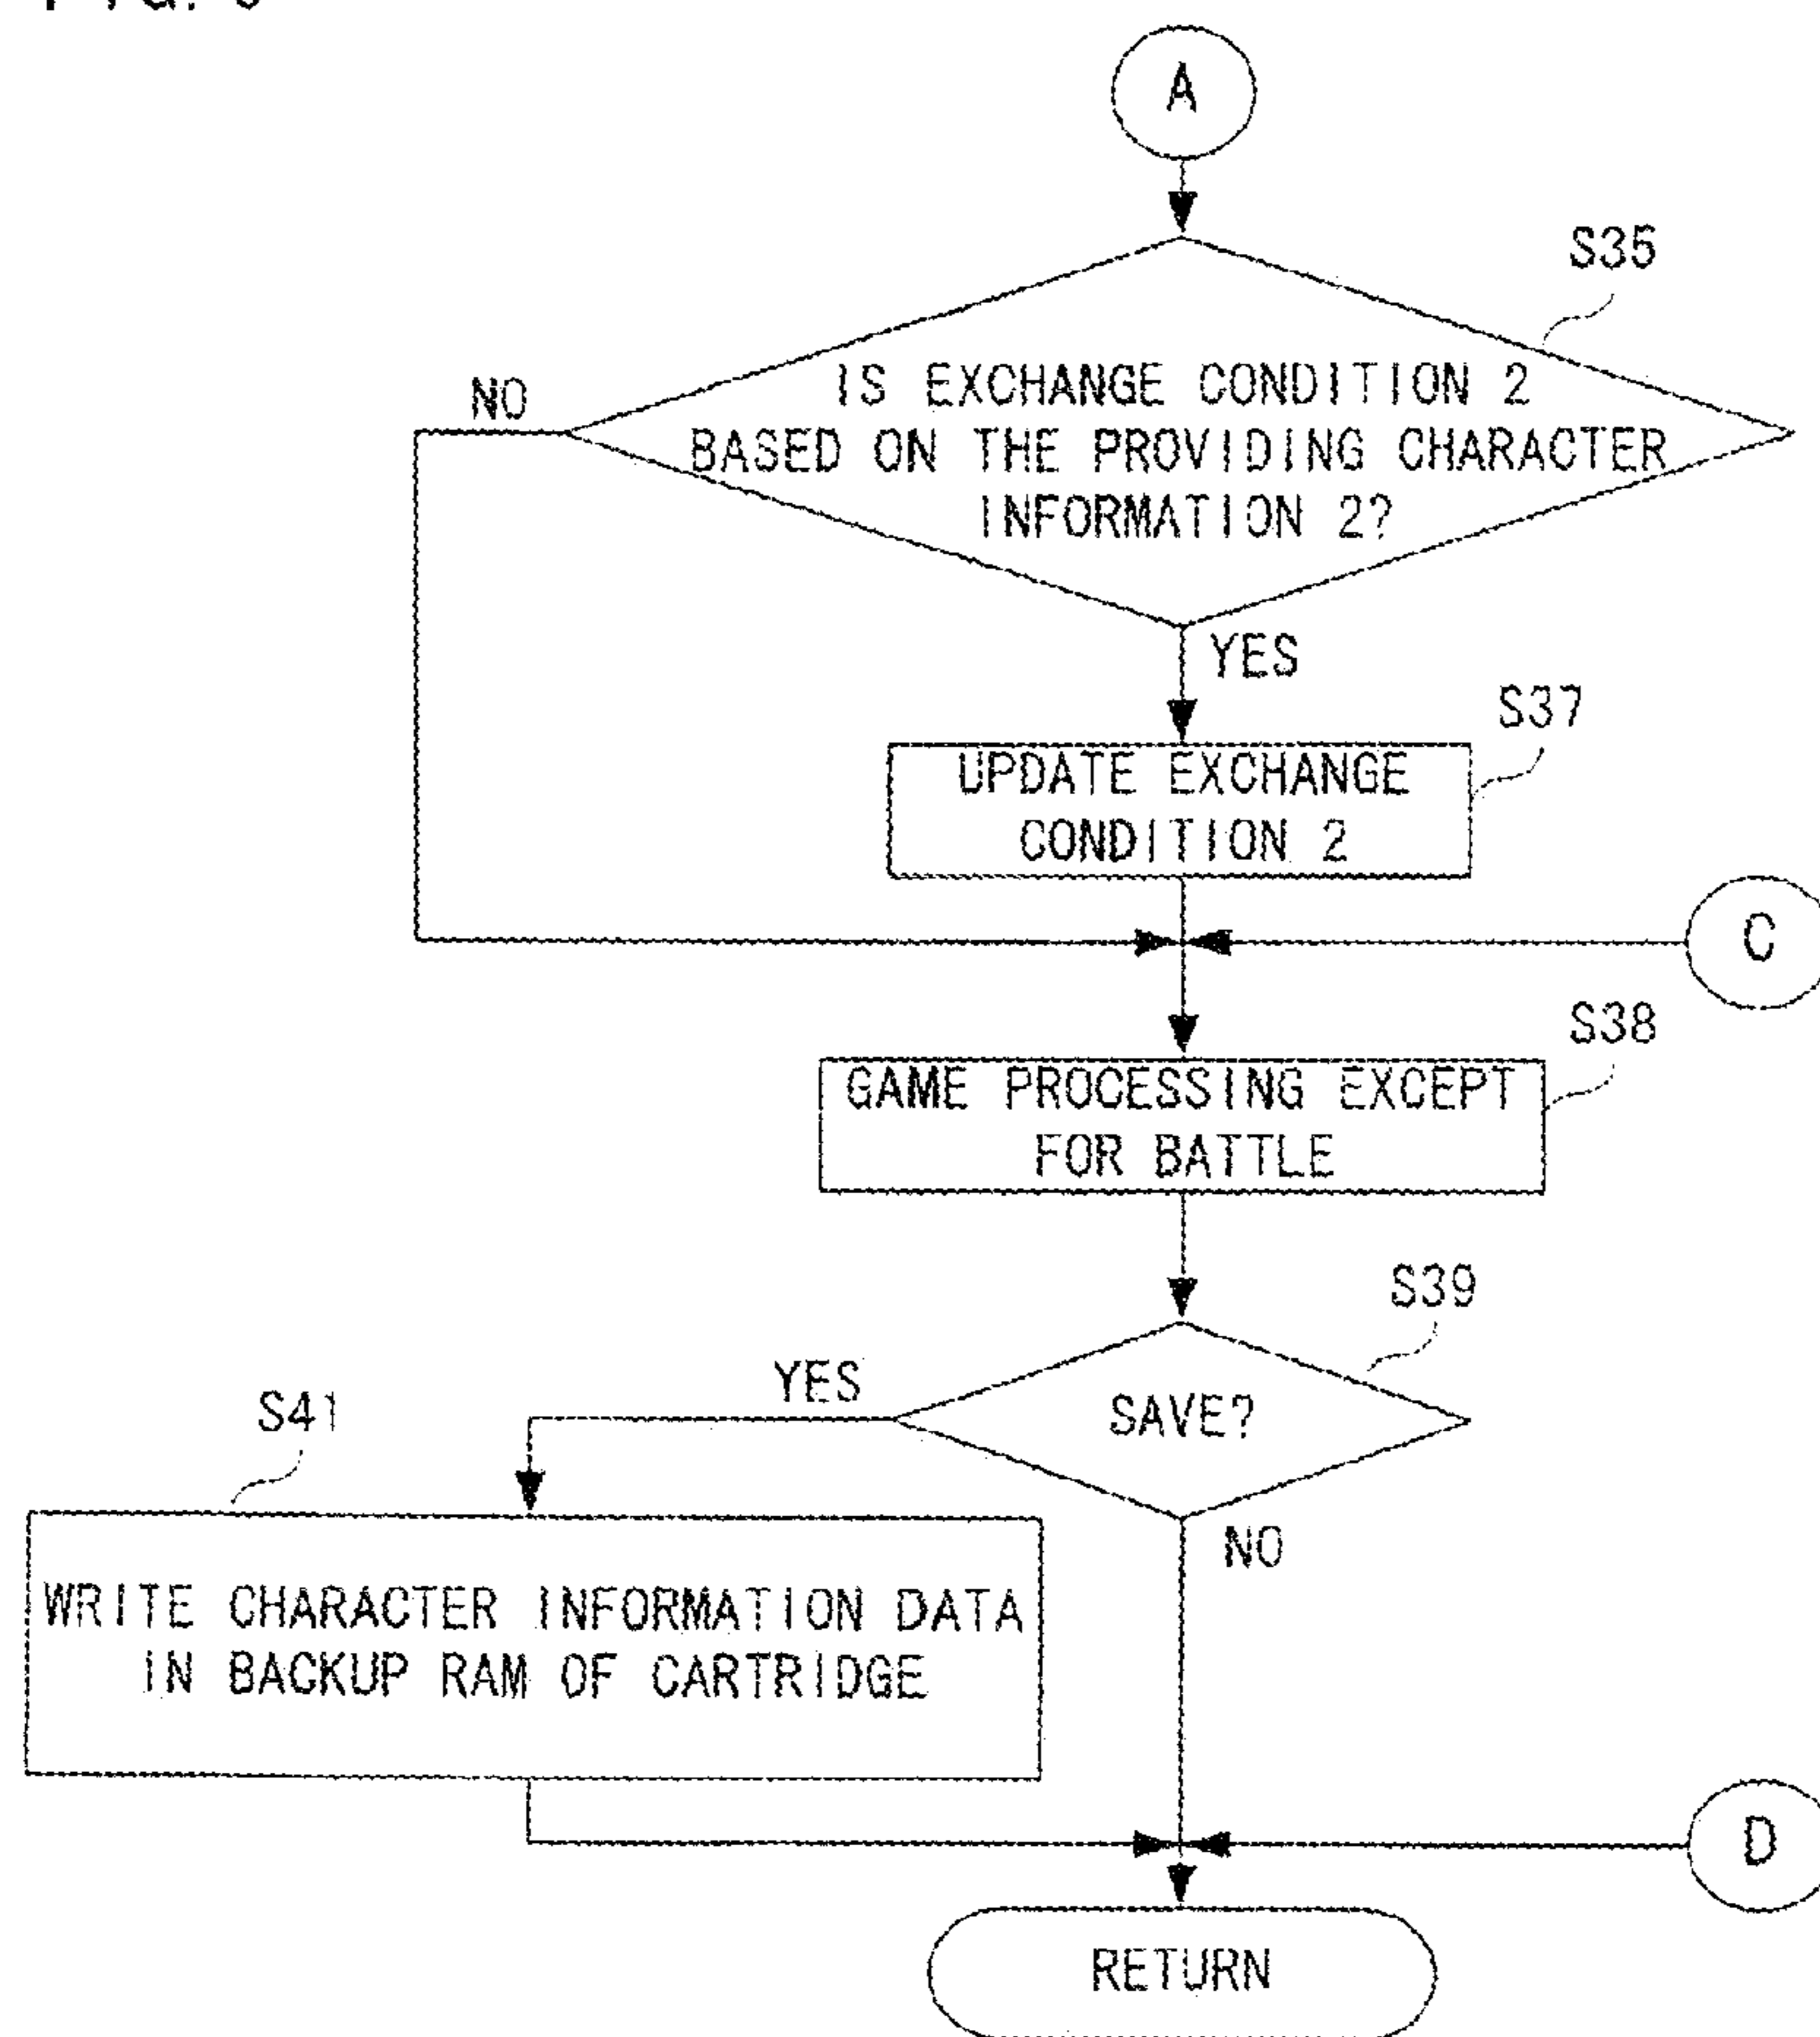 A
S35
NO
IS EXCHANGE CONDITION 2
BASED ON THE PROVIDING CHARACTER
INFORMATION 2?
YES
S37
UPDATE EXCHANGE
CONDITION 2
C
S38
GAME PROCESSING EXCEPT
FOR BATTLE
S39
YES
SAVE?
S41
NO
WRITE CHARACTER INFORMATION DATA
IN BACKUP RAM OF CARTRIDGE
D
RETURN